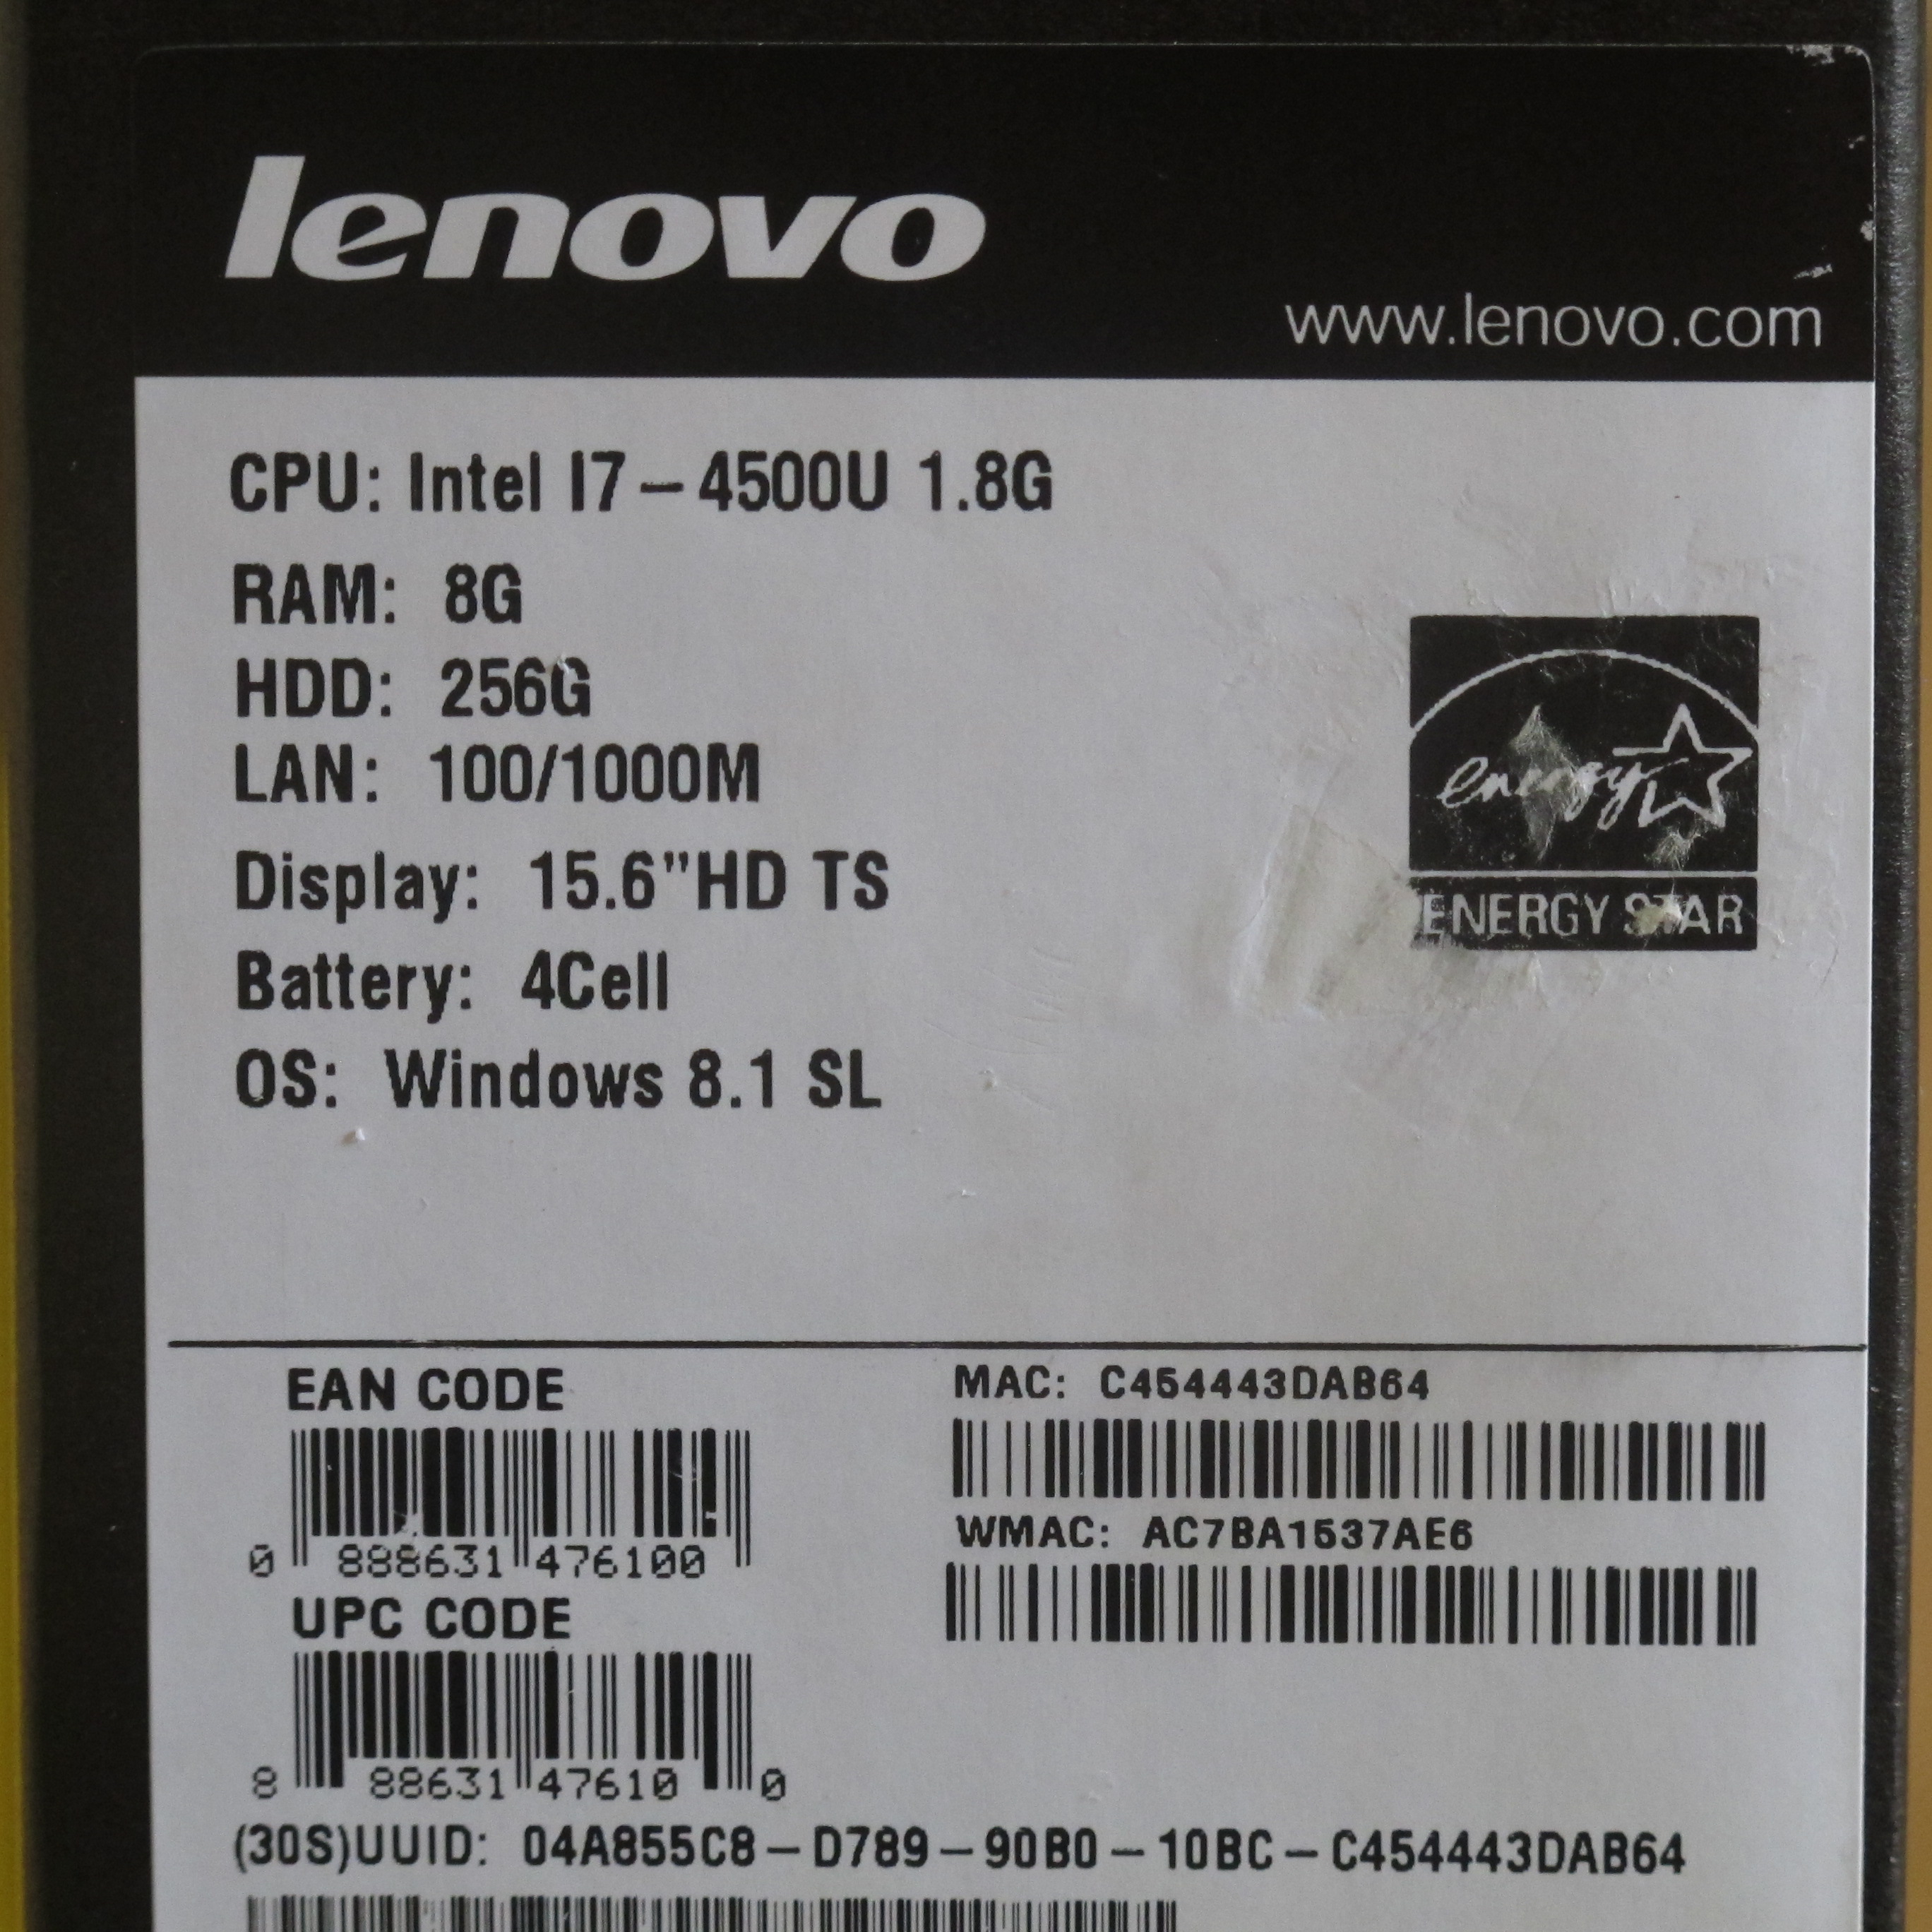 lenovo
www.lenovo.com
CPU: Intel I7-4500U 1.8G
RAM: 8G
HDD: 256G
LAN: 100/1000M
Display: 15.6"HD TS
Battery: 4Cell
OS: Windows 8.1 SL
energy
ENERGY STAR
EAN CODE
0 888631 476100
UPC CODE
8 88631 47610 0
MAC: C454443DAB64
WMAC: AC7BA1537AE6
(30S)UUID: 04A855C8-D789-90B0-10BC-C454443DAB64